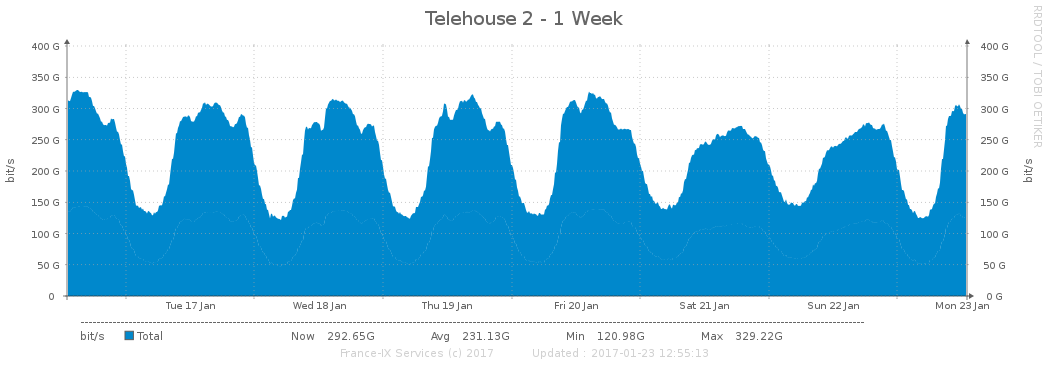 Telehouse 2 - 1 Week
RRDTOOL / TOBI OETIKER
400 G 400 G
350 G 350 G
300 G 300 G
250 G 250 G
200 G 200 G
150 G 150 G
100 G 100 G
50 G 50 G
0 0 G
bit/s bit/s
Tue 17 Jan Wed 18 Jan Thu 19 Jan Fri 20 Jan Sat 21 Jan Sun 22 Jan Mon 23 Jan
bit/s Total Now 292.65G Avg 231.13G Min 120.98G Max 329.22G
France-IX Services (c) 2017 Updated : 2017-01-23 12:55:13